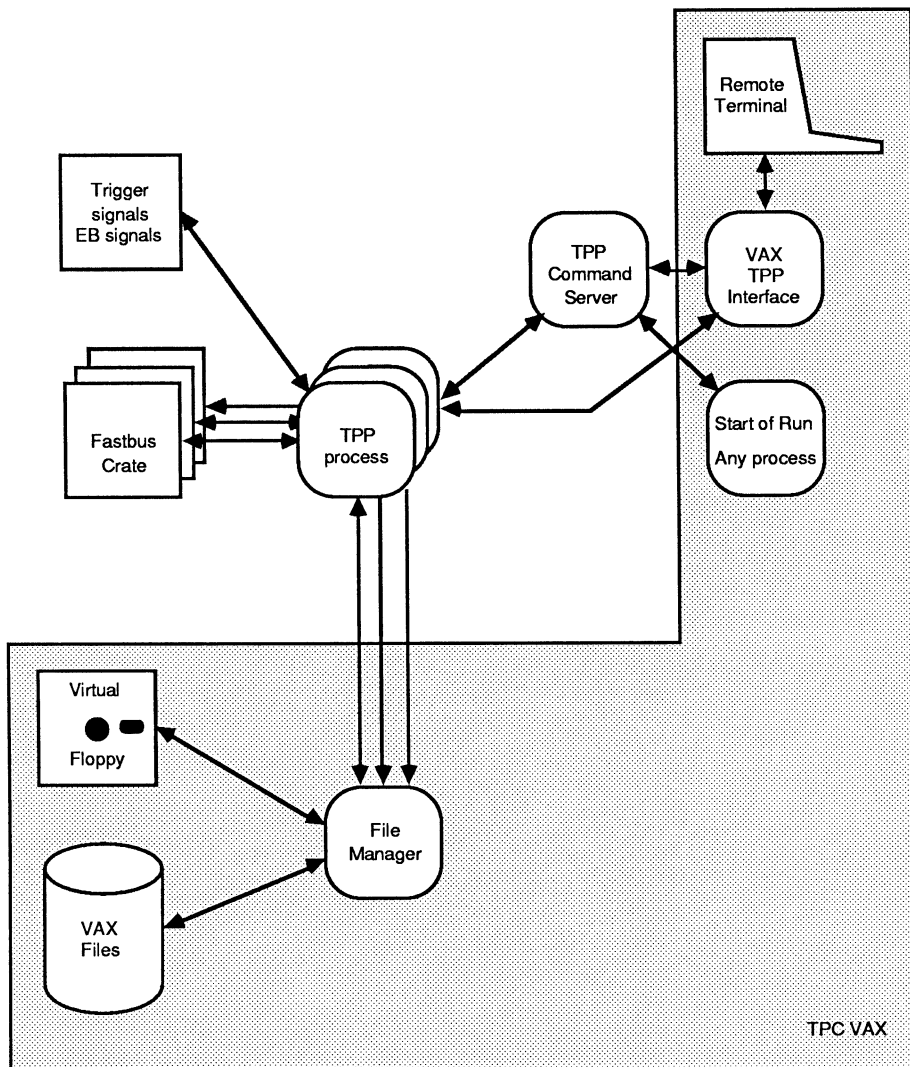 Remote
Terminal
Trigger
signals
EB signals
TPP
Command
Server
VAX
TPP
Interface
Fastbus
Crate
TPP
process
Start of Run
Any process
Virtual
Floppy
File
Manager
VAX
Files
TPC VAX